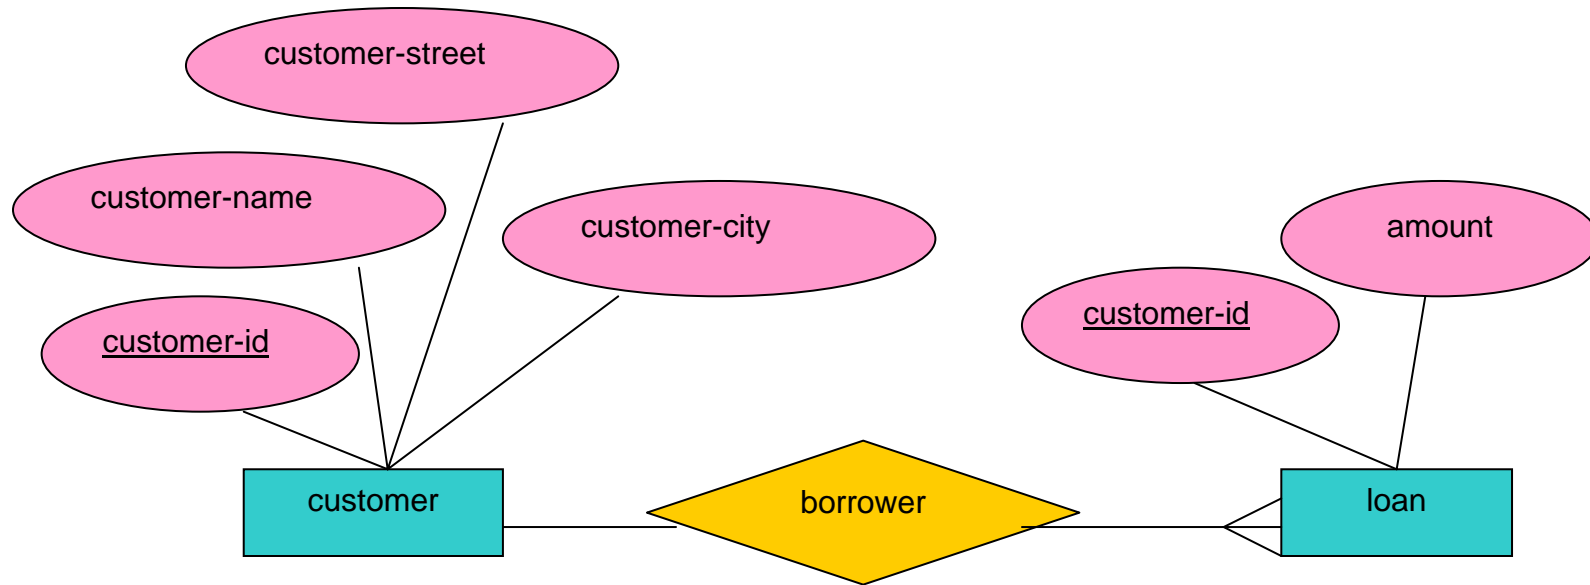 customer-street
customer-name
customer-city
amount
customer-id
customer-id
customer
borrower
loan